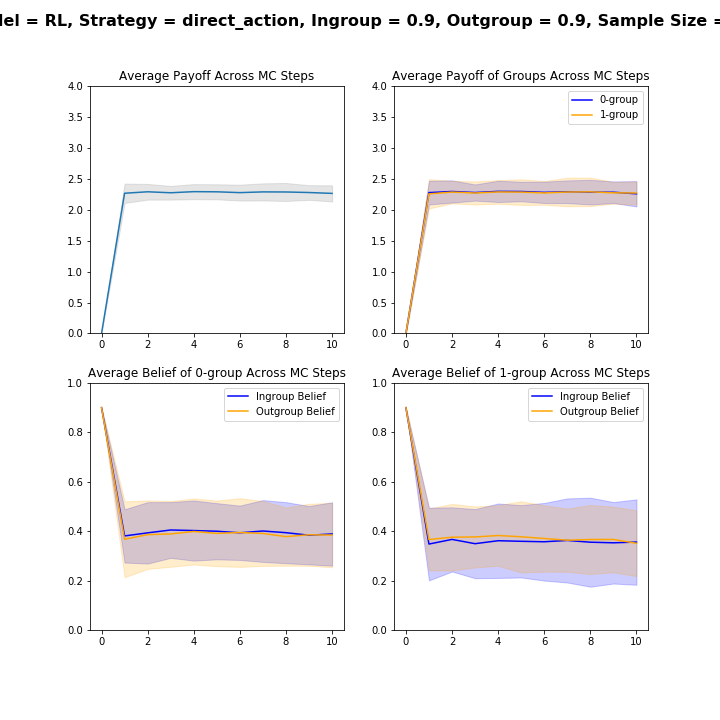 = RL, Strategy = direct_action, Ingroup = 0.9, Outgroup = 0.9, Sample Size =
Average Payoff Across MC Steps
4.0
3.5
3.0
2.5
2.0
1.5
1.0
0.5
0.0
0 2 4 6 8 10
Average Payoff of Groups Across MC Steps
0-group
1-group
4.0
3.5
3.0
2.5
2.0
1.5
1.0
0.5
0.0
0 2 4 6 8 10
Average Belief of 0-group Across MC Steps
Ingroup Belief
Outgroup Belief
1.0
0.8
0.6
0.4
0.2
0.0
0 2 4 6 8 10
Average Belief of 1-group Across MC Steps
Ingroup Belief
Outgroup Belief
1.0
0.8
0.6
0.4
0.2
0.0
0 2 4 6 8 10